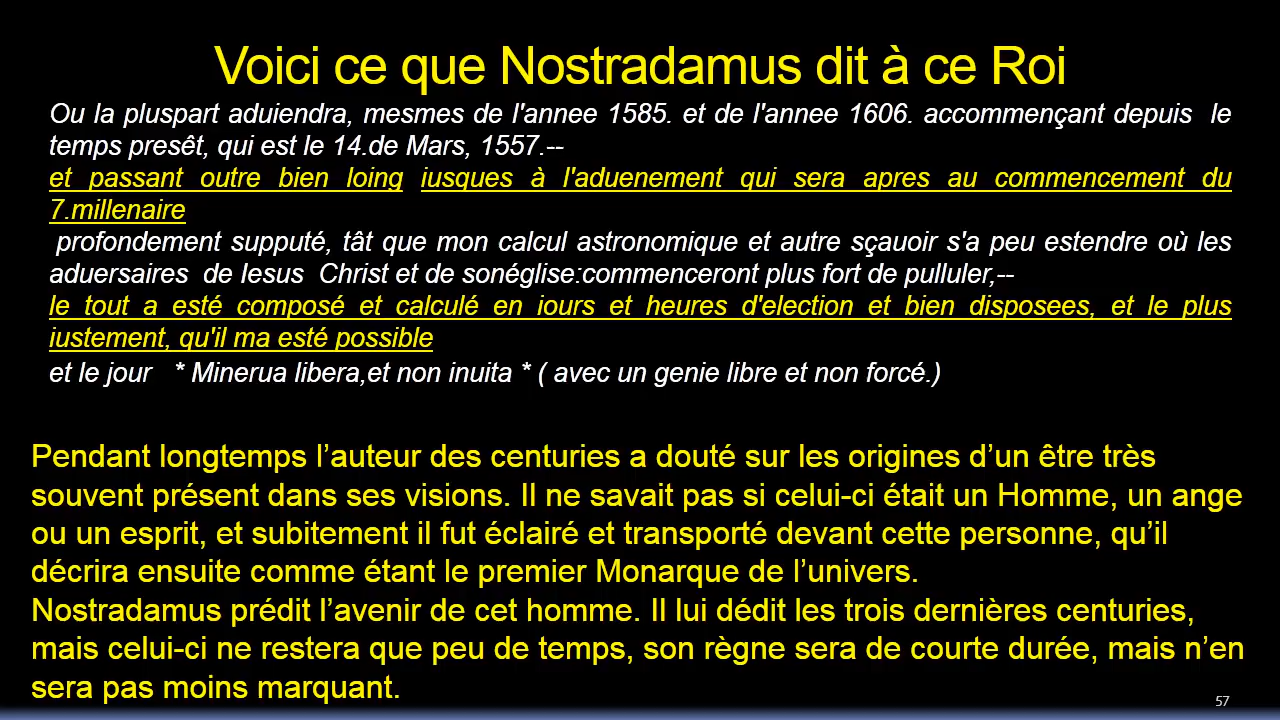 Voici ce que Nostradamus dit à ce Roi
Ou la pluspart aduiendra, mesmes de l'annee 1585. et de l'annee 1606. accommençant depuis le
temps presêt, qui est le 14.de Mars, 1557.--
et passant outre bien loing iusques à l'aduenement qui sera apres au commencement du
7.millenaire
profondement supputé, tât que mon calcul astronomique et autre sçauoir s'a peu estendre où les
aduersaires de Iesus Christ et de sonéglise:commenceront plus fort de pulluler,--
le tout a esté composé et calculé en iours et heures d'election et bien disposees, et le plus
iustement, qu'il ma esté possible
et le jour * Minerua libera,et non inuita * ( avec un genie libre et non forcé.)
Pendant longtemps l’auteur des centuries a douté sur les origines d’un être très
souvent présent dans ses visions. Il ne savait pas si celui-ci était un Homme, un ange
ou un esprit, et subitement il fut éclairé et transporté devant cette personne, qu’il
décrira ensuite comme étant le premier Monarque de l’univers.
Nostradamus prédit l’avenir de cet homme. Il lui dédit les trois dernières centuries,
mais celui-ci ne restera que peu de temps, son règne sera de courte durée, mais n’en
sera pas moins marquant.
57